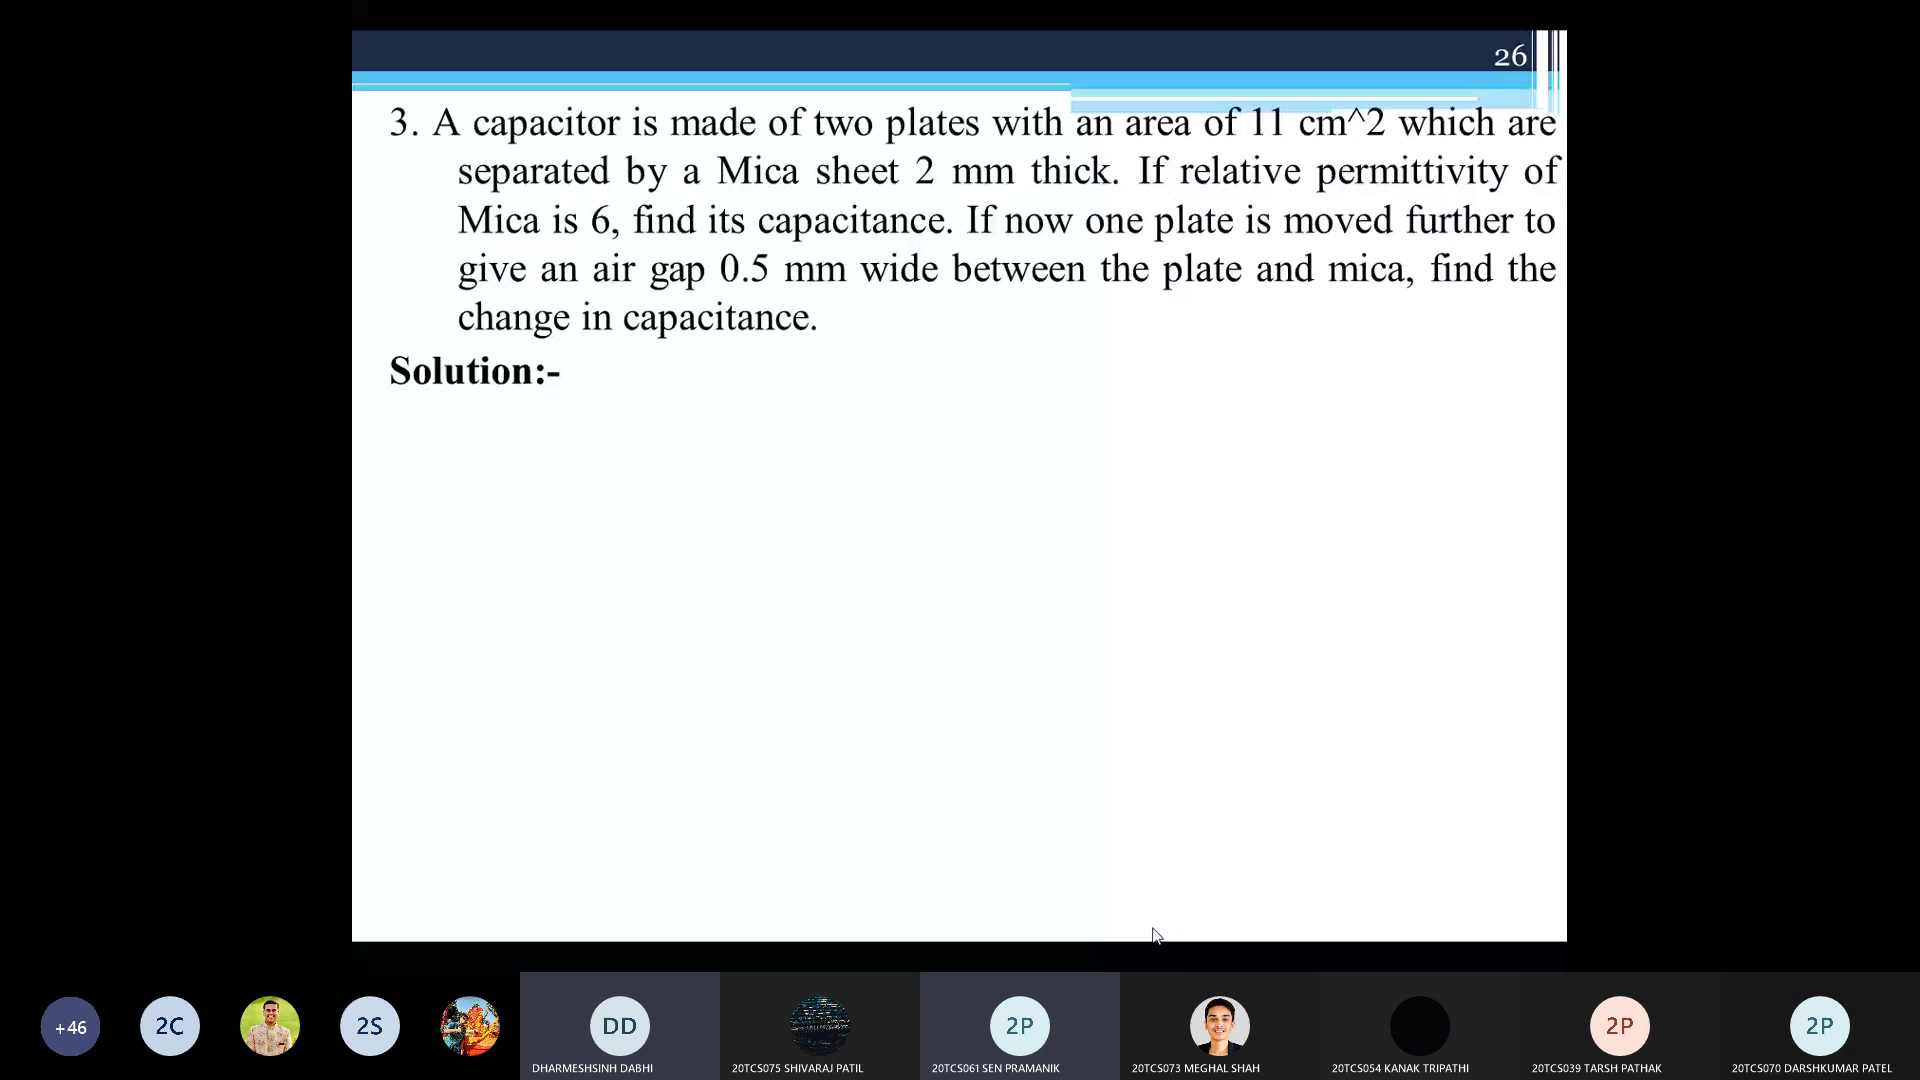 26
3. A capacitor is made of two plates with an area of 11 cm^2 which are
separated by a Mica sheet 2 mm thick. If relative permittivity of
Mica is 6, find its capacitance. If now one plate is moved further to
give an air gap 0.5 mm wide between the plate and mica, find the
change in capacitance.
Solution:-
+46
2C
2S
DD
2P
2P
2P
DHARMESHSINH DABHI
20TCS075 SHIVARAJ PATIL
20TCS061 SEN PRAMANIK
20TCS073 MEGHAL SHAH
20TCS054 KANAK TRIPATHI
20TCS039 TARSH PATHAK
20TCS070 DARSHKUMAR PATEL